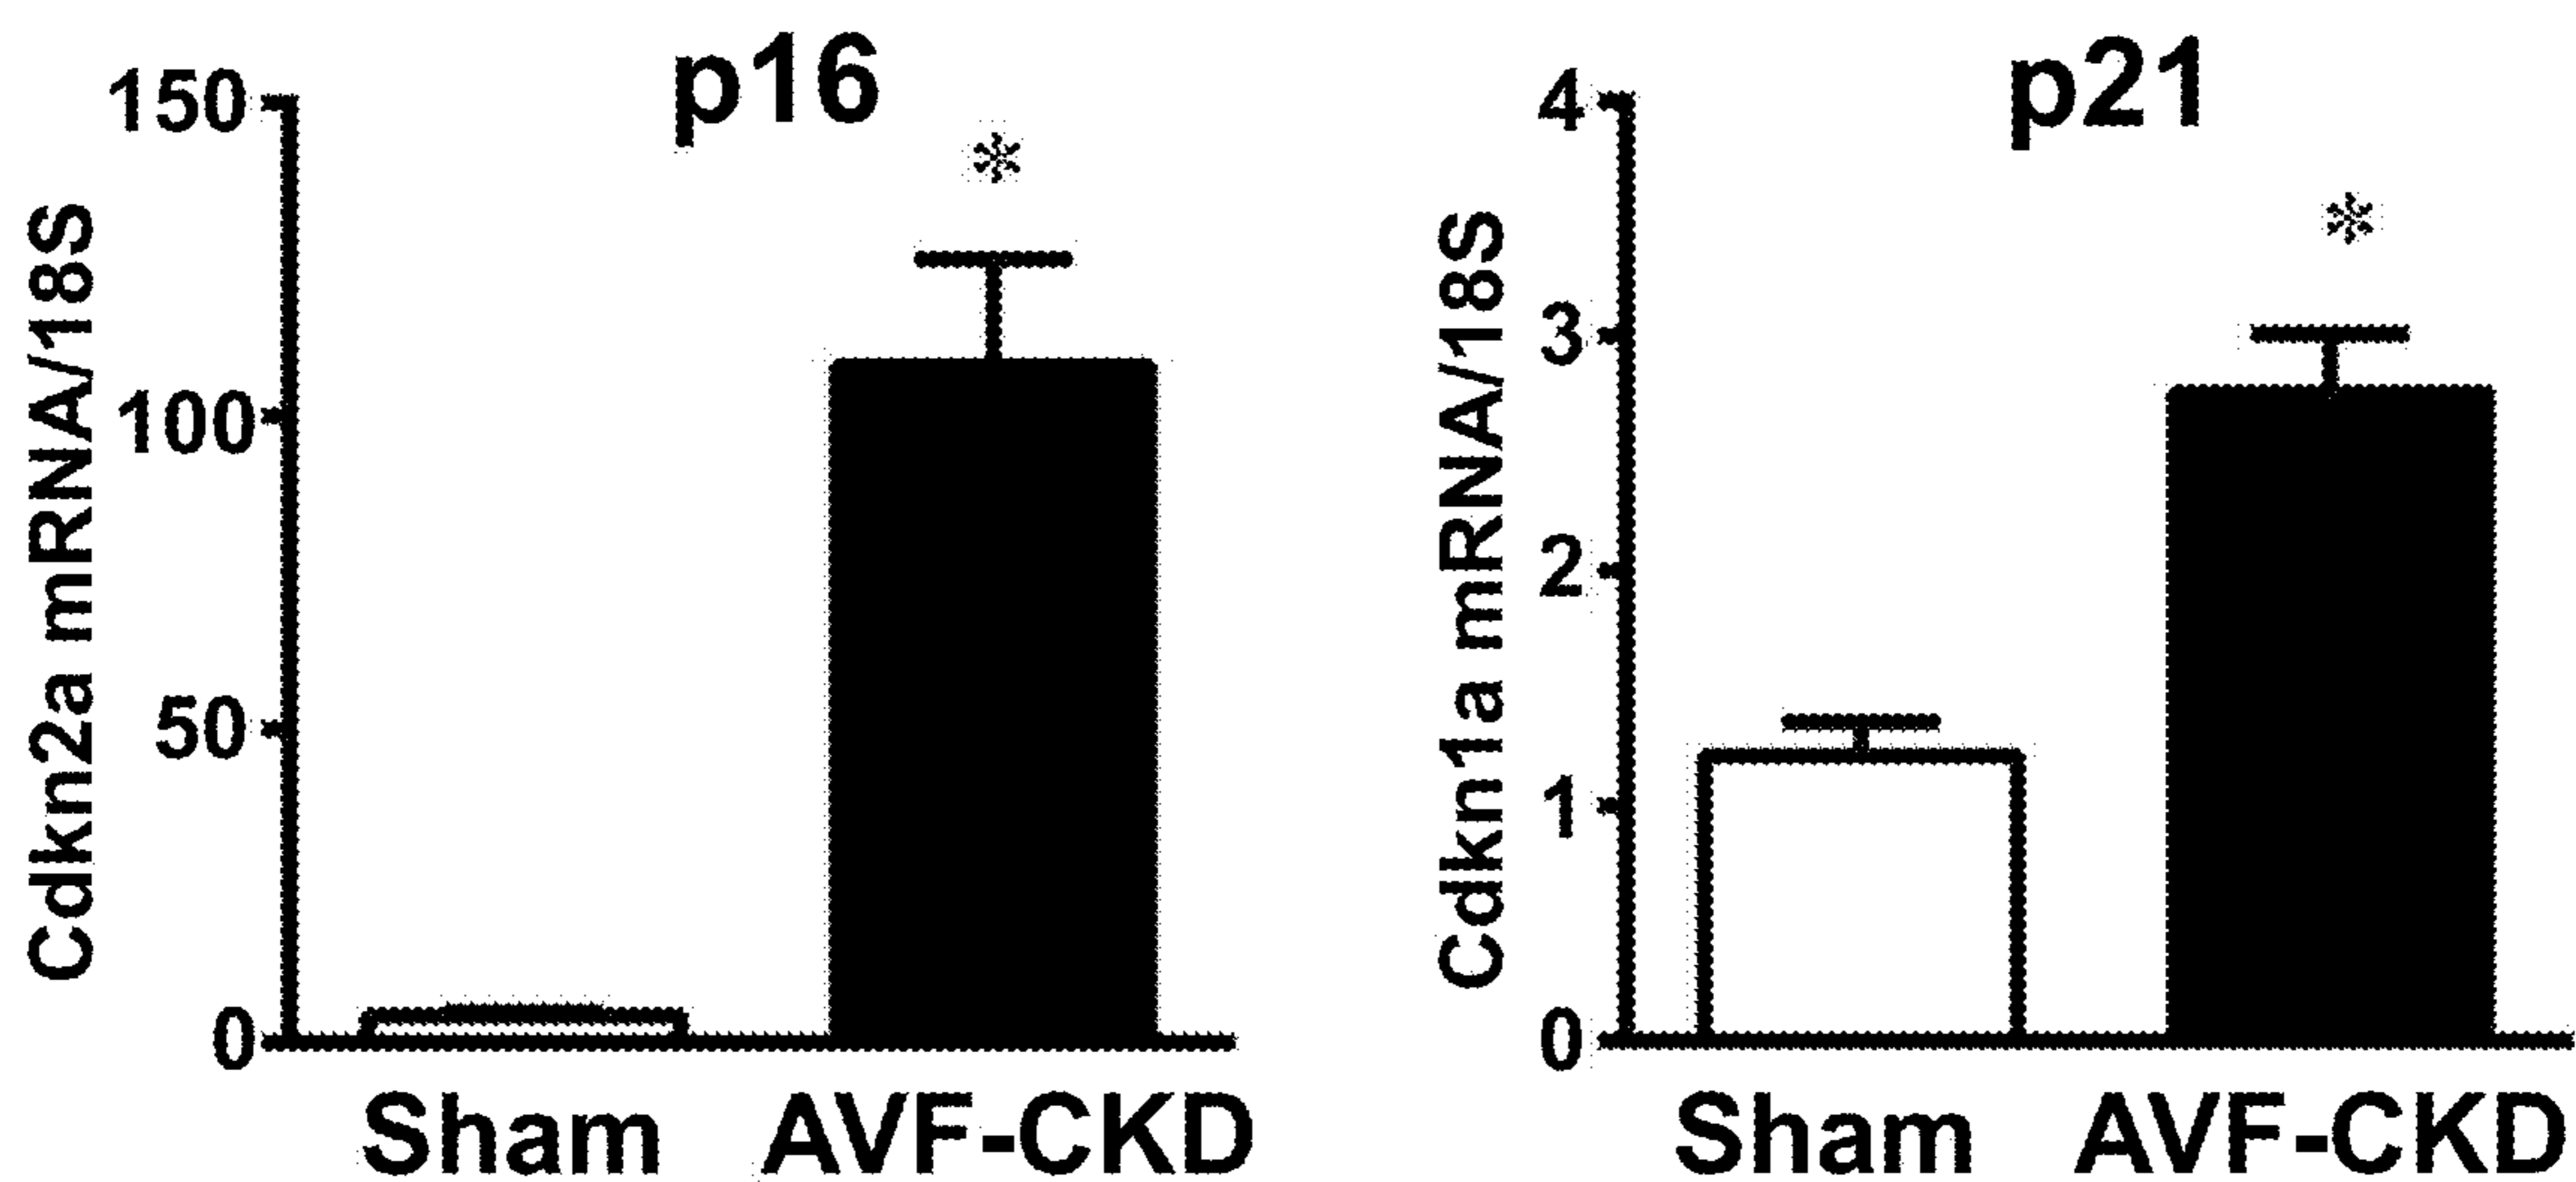 p16
Cdkn2a mRNA/18S
150
*
100
50
0
Sham AVF-CKD
p21
Cdkn1a mRNA/18S
4
*
3
2
1
0
Sham AVF-CKD